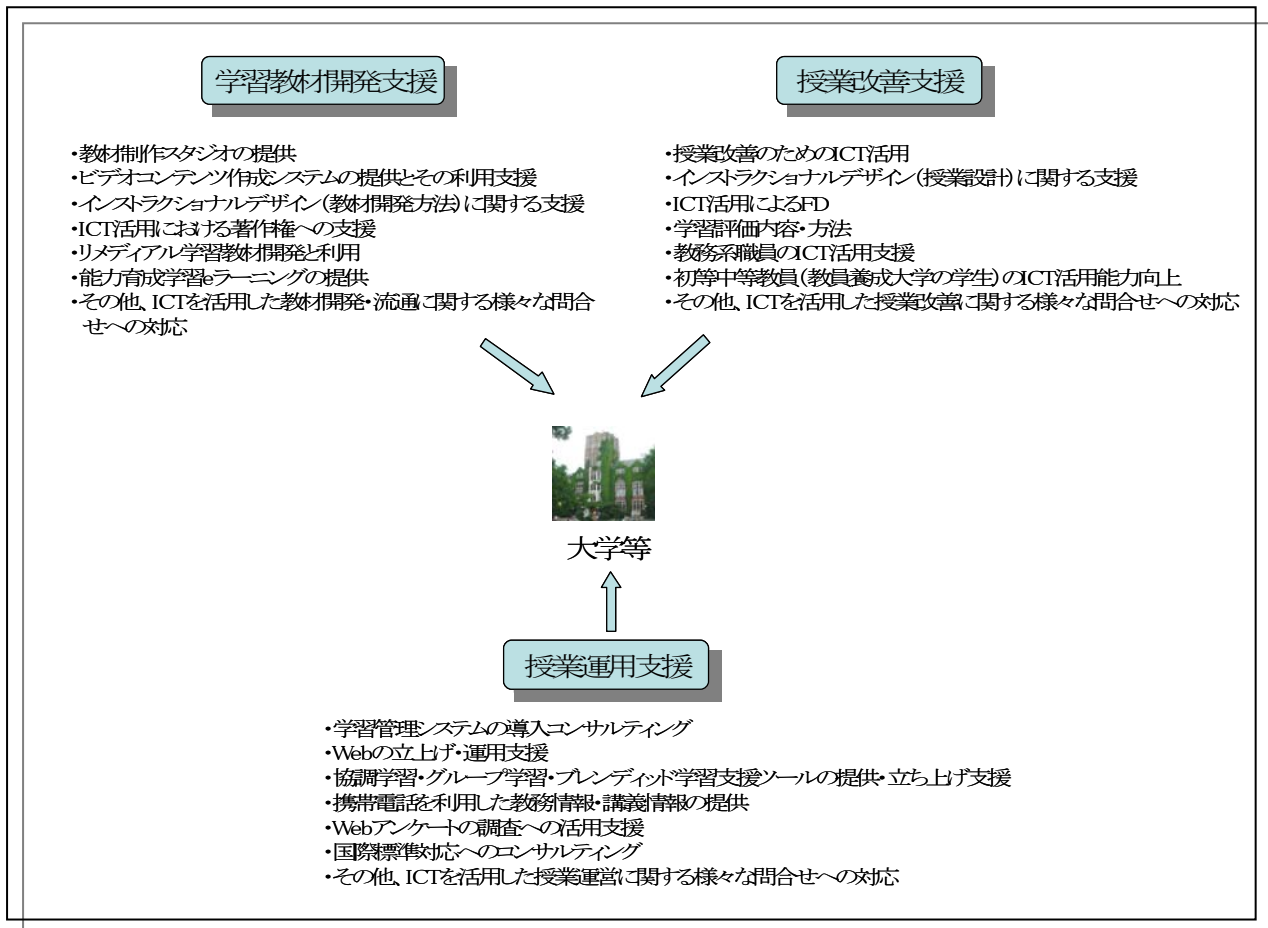 学習教材開発支援
・教材制作スタジオの提供
・ビデオコンテンツ作成システムの提供とその利用支援
・インストラクショナルデザイン(教材開発方法)に関する支援
・ICT活用における著作権への支援
・リメディアル学習教材開発と利用
・能力育成学習eラーニングの提供
・その他、ICTを活用した教材開発・流通に関する様々な問合
せへの対応
授業改善支援
・授業改善のためのICT活用
・インストラクショナルデザイン(授業設計)に関する支援
・ICT活用によるFD
・学習評価内容・方法
・教務系職員のICT活用支援
・初等中等教員(教員養成大学の学生)のICT活用能力向上
・その他、ICTを活用した授業改善に関する様々な問合せへの対応
大学等
授業運用支援
・学習管理システムの導入コンサルティング
・Webの立上げ・運用支援
・協調学習・グループ学習・ブレンディッド学習支援ツールの提供・立ち上げ支援
・携帯電話を利用した教務情報・講義情報の提供
・Webアンケートの調査への活用支援
・国際標準対応へのコンサルティング
・その他、ICTを活用した授業運営に関する様々な問合せへの対応